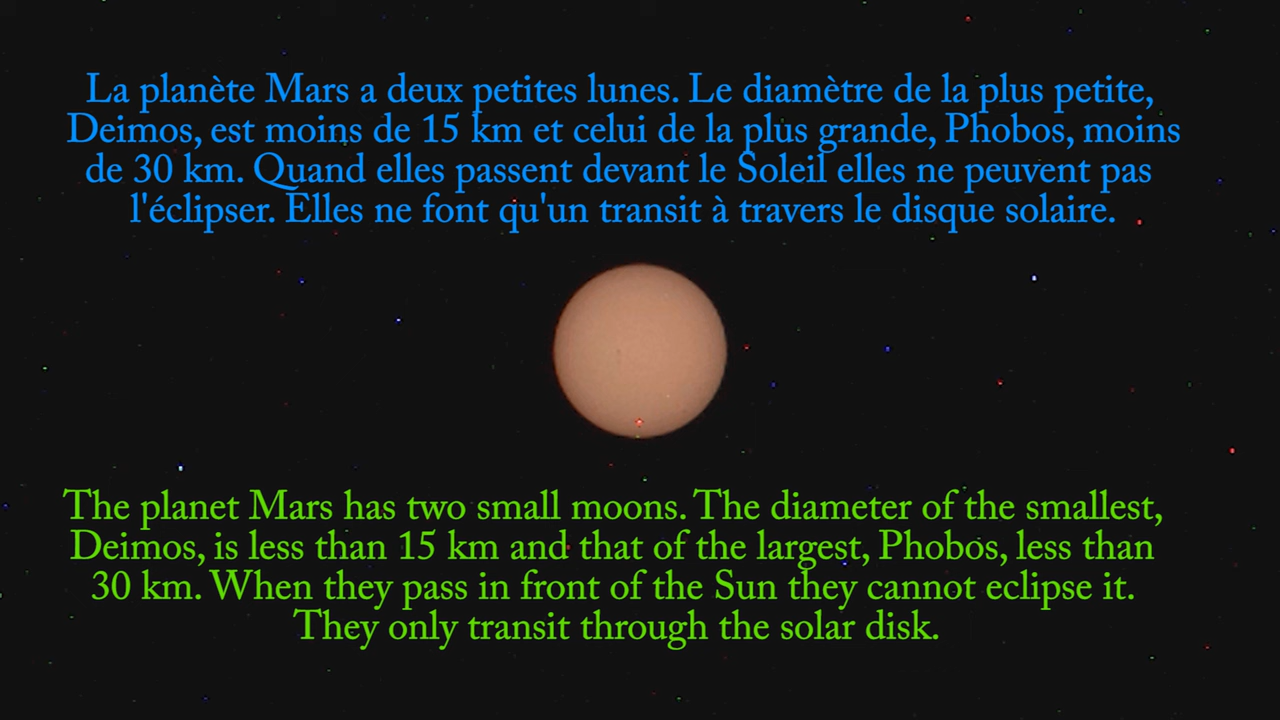 La planète Mars a deux petites lunes. Le diamètre de la plus petite,
Deimos, est moins de 15 km et celui de la plus grande, Phobos, moins
de 30 km. Quand elles passent devant le Soleil elles ne peuvent pas
l'éclipser. Elles ne font qu'un transit à travers le disque solaire.
The planet Mars has two small moons. The diameter of the smallest,
Deimos, is less than 15 km and that of the largest, Phobos, less than
30 km. When they pass in front of the Sun they cannot eclipse it.
They only transit through the solar disk.